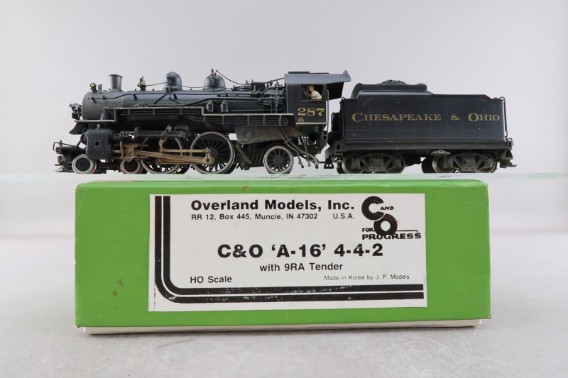 287
CHESAPEAKE & OHIO
Overland Models, Inc.
RR 12, Box 445, Muncie, IN 47302 U.S.A.
C AND O
FOR PROGRESS
C&O 'A-16' 4-4-2
with 9RA Tender
HO Scale
Made in Korea by J. P. Models